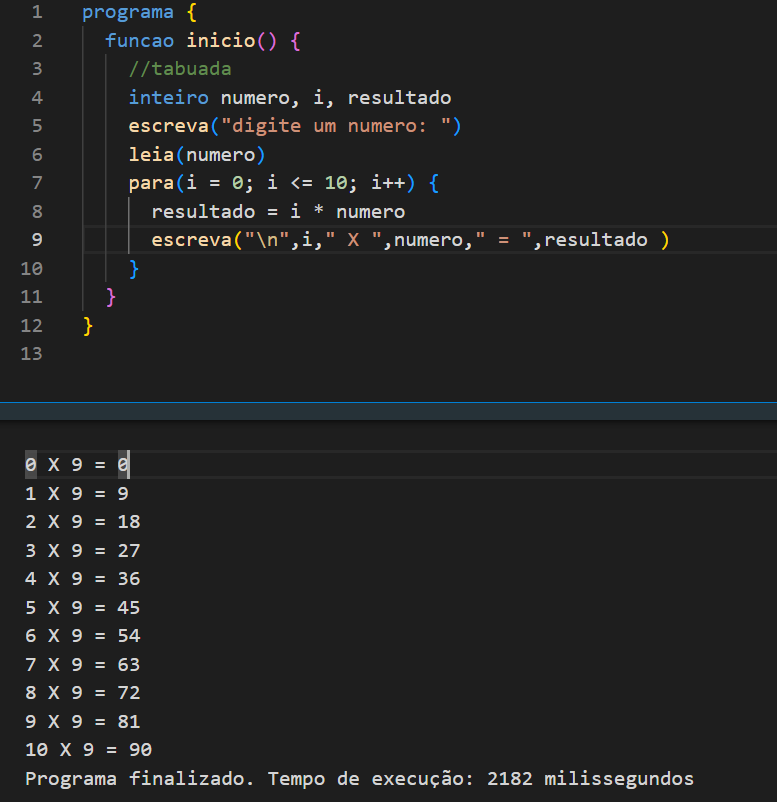 1 programa {
2 funcao inicio() {
3 //tabuada
4 inteiro numero, i, resultado
5 escreva("digite um numero: ")
6 leia(numero)
7 para(i = 0; i <= 10; i++) {
8 resultado = i * numero
9 escreva("\n",i," X ",numero," = ",resultado )
10 }
11 }
12 }
13
0 X 9 = 0
1 X 9 = 9
2 X 9 = 18
3 X 9 = 27
4 X 9 = 36
5 X 9 = 45
6 X 9 = 54
7 X 9 = 63
8 X 9 = 72
9 X 9 = 81
10 X 9 = 90
Programa finalizado. Tempo de execução: 2182 milissegundos